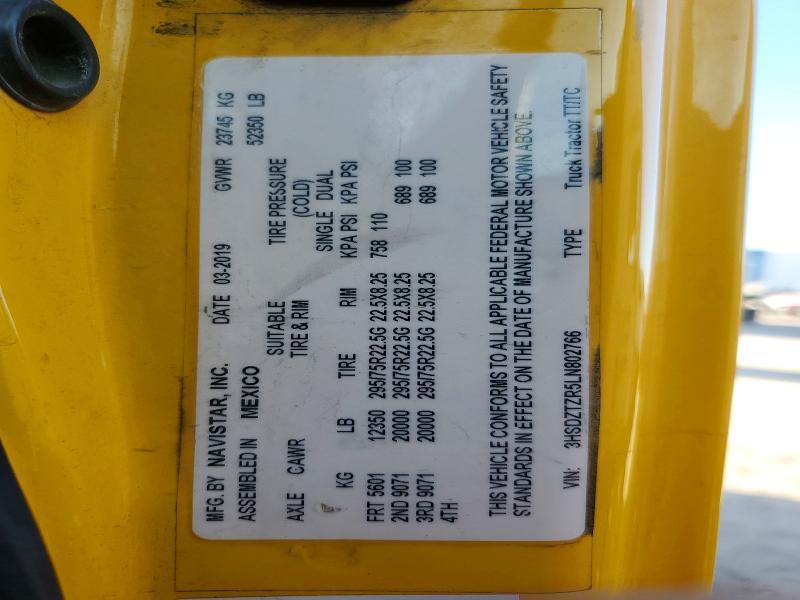 MFG. BY NAVISTAR, INC. DATE 03-2019 GVWR 23745 KG
ASSEMBLED IN MEXICO 52350 LB
AXLE GAWR SUITABLE TIRE PRESSURE
TIRE & RIM (COLD)
SINGLE DUAL
KG LB TIRE RIM KPA PSI KPA PSI
FRT 5601 12350 295/75R22.5G 22.5X8.25 758 110
2ND 9071 20000 295/75R22.5G 22.5X8.25 689 100
3RD 9071 20000 295/75R22.5G 22.5X8.25 689 100
4TH
THIS VEHICLE CONFORMS TO ALL APPLICABLE FEDERAL MOTOR VEHICLE SAFETY
STANDARDS IN EFFECT ON THE DATE OF MANUFACTURE SHOWN ABOVE.
VIN: 3HSDZTZR5LN802766 TYPE Truck Tractor TT/TC